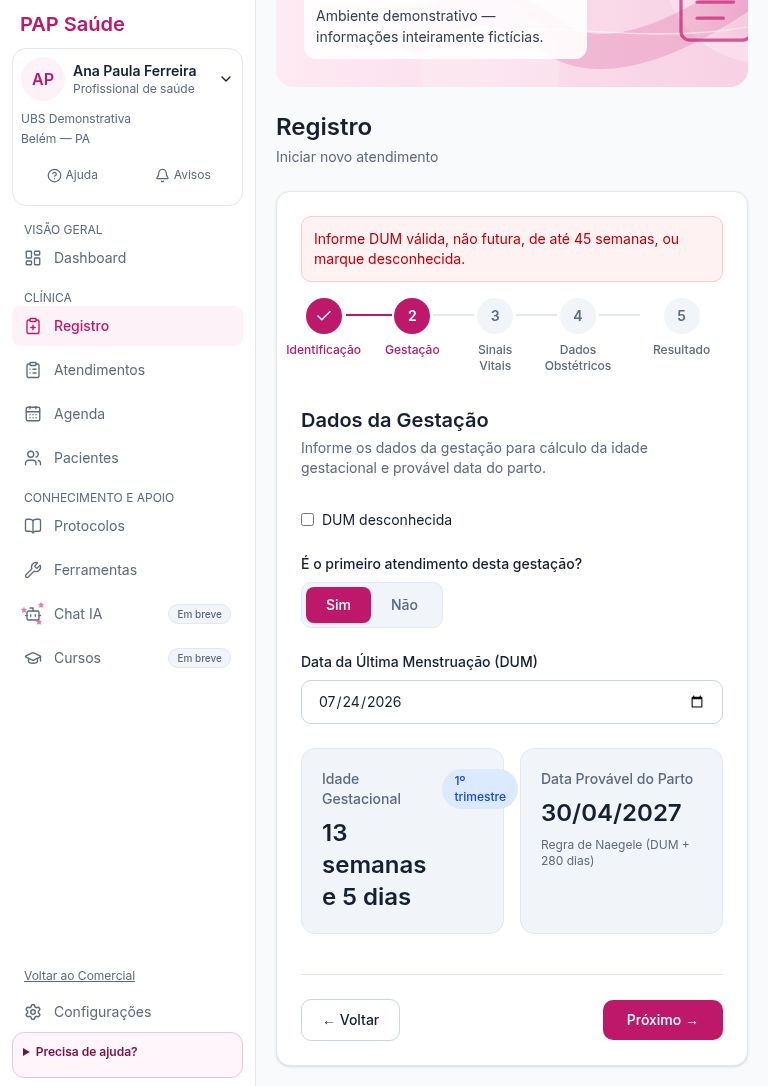 PAP Saúde
AP
Ana Paula Ferreira
Profissional de saúde
UBS Demonstrativa
Belém — PA
Ajuda
Avisos
VISÃO GERAL
Dashboard
CLÍNICA
Registro
Atendimentos
Agenda
Pacientes
CONHECIMENTO E APOIO
Protocolos
Ferramentas
Chat IA
Em breve
Cursos
Em breve
Voltar ao Comercial
Configurações
Precisa de ajuda?
Ambiente demonstrativo —
informações inteiramente fictícias.
Registro
Iniciar novo atendimento
Informe DUM válida, não futura, de até 45 semanas, ou
marque desconhecida.
2
3
4
5
Identificação
Gestação
Sinais
Vitais
Dados
Obstétricos
Resultado
Dados da Gestação
Informe os dados da gestação para cálculo da idade
gestacional e provável data do parto.
DUM desconhecida
É o primeiro atendimento desta gestação?
Sim
Não
Data da Última Menstruação (DUM)
07/24/2026
Idade
Gestacional
1º
trimestre
13
semanas
e 5 dias
Data Provável do Parto
30/04/2027
Regra de Naegele (DUM +
280 dias)
← Voltar
Próximo →